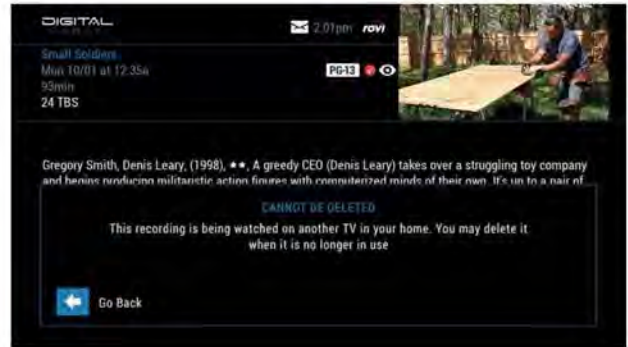 DIGITAL
2:01pm rovi
Small Soldiers
Mon 10/01 at 12:35a
PG-13
93min
24 TBS
Gregory Smith, Denis Leary, (1998), ★★, A greedy CEO (Denis Leary) takes over a struggling toy company
and begins producing militaristic action figures with computerized minds of their own. It's up to a pair of
CANNOT BE DELETED
This recording is being watched on another TV in your home. You may delete it
when it is no longer in use
Go Back